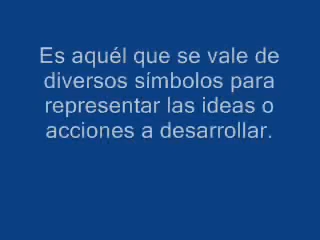 Es aquél que se vale de
diversos símbolos para
representar las ideas o
acciones a desarrollar.